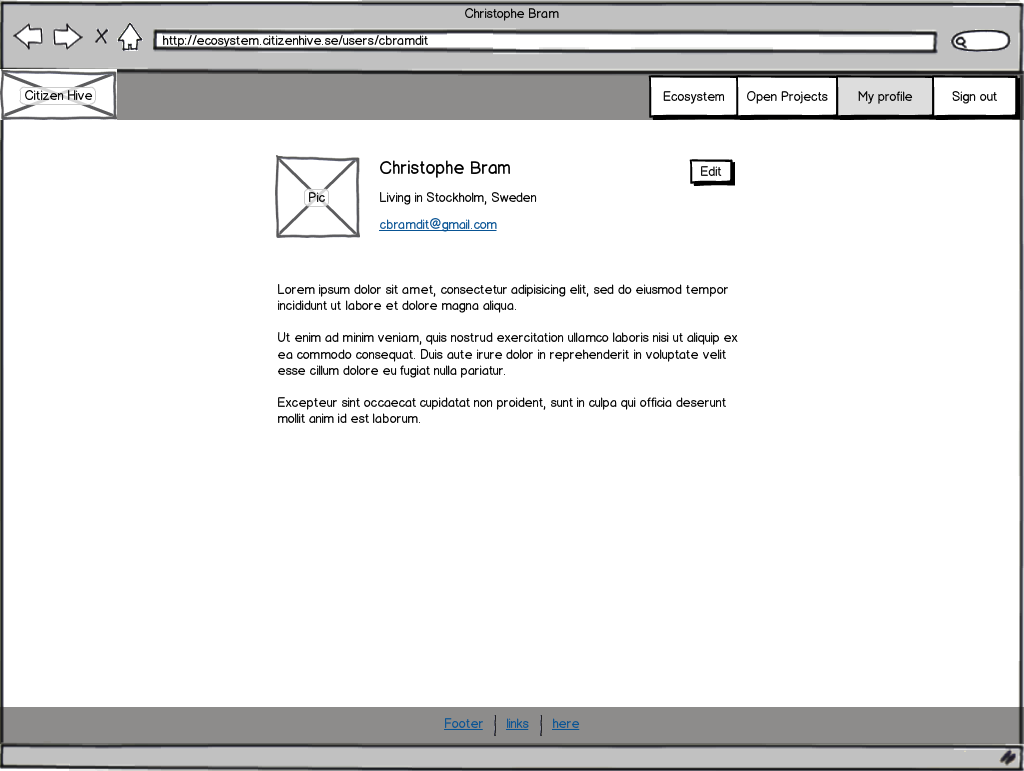 Christophe Bram
http://ecosystem.citizenhive.se/users/cbramdit
Citizen Hive
Ecosystem
Open Projects
My profile
Sign out
Pic
Christophe Bram
Edit
Living in Stockholm, Sweden
cbramdit@gmail.com
Lorem ipsum dolor sit amet, consectetur adipisicing elit, sed do eiusmod tempor
incididunt ut labore et dolore magna aliqua.
Ut enim ad minim veniam, quis nostrud exercitation ullamco laboris nisi ut aliquip ex
ea commodo consequat. Duis aute irure dolor in reprehenderit in voluptate velit
esse cillum dolore eu fugiat nulla pariatur.
Excepteur sint occaecat cupidatat non proident, sunt in culpa qui officia deserunt
mollit anim id est laborum.
Footer
links
here